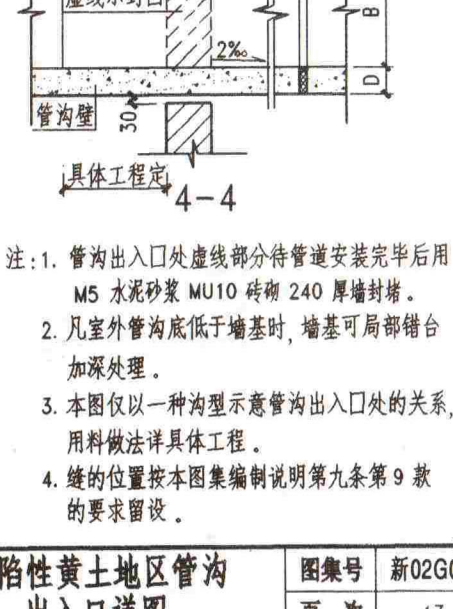 虚线示封口
B
2‰
D
管沟壁
30
具体工程定
4-4
注:1. 管沟出入口处虚线部分待管道安装完毕后用
M5 水泥砂浆 MU10 砖砌 240 厚墙封堵。
2. 凡室外管沟底低于墙基时, 墙基可局部错台
加深处理。
3. 本图仅以一种沟型示意管沟出入口处的关系,
用料做法详具体工程。
4. 缝的位置按本图集编制说明第九条第 9 款
的要求留设。
陷性黄土地区管沟
出入口详图
图集号
新02G0
页 次